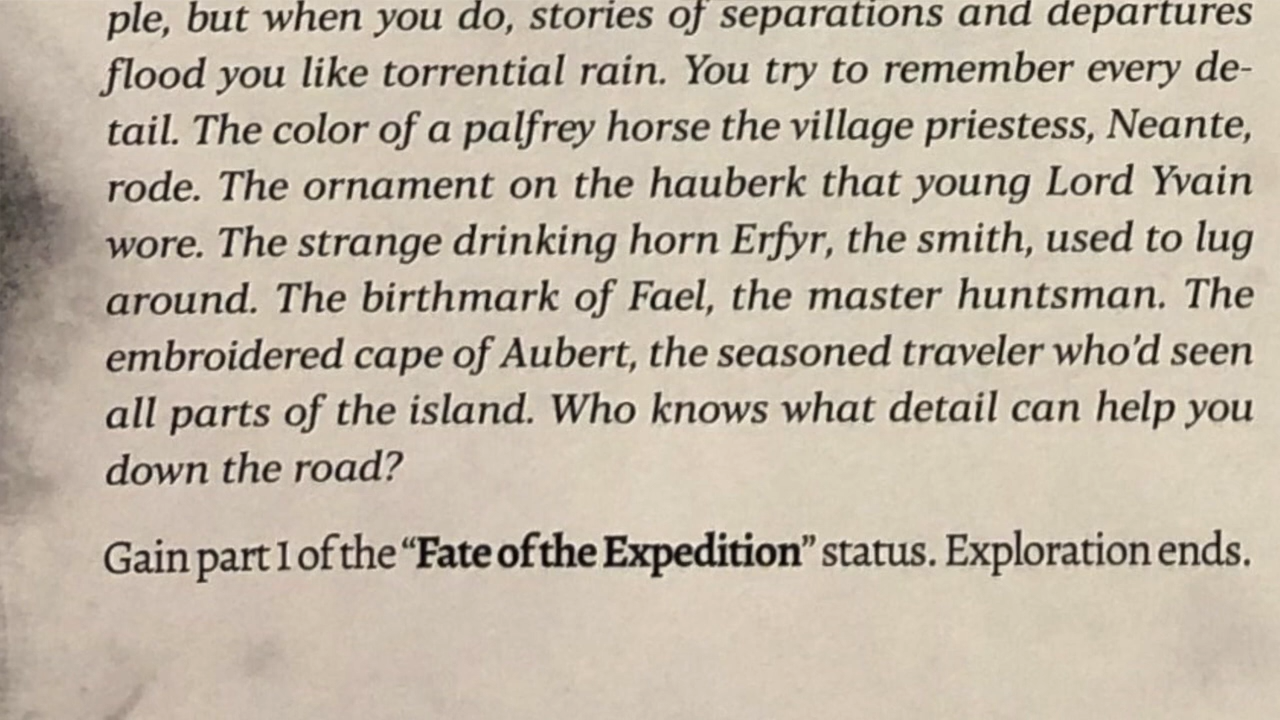 ple, but when you do, stories of separations and departures
flood you like torrential rain. You try to remember every de-
tail. The color of a palfrey horse the village priestess, Neante,
rode. The ornament on the hauberk that young Lord Yvain
wore. The strange drinking horn Erfyr, the smith, used to lug
around. The birthmark of Fael, the master huntsman. The
embroidered cape of Aubert, the seasoned traveler who’d seen
all parts of the island. Who knows what detail can help you
down the road?
Gain part 1 of the “Fate of the Expedition” status. Exploration ends.